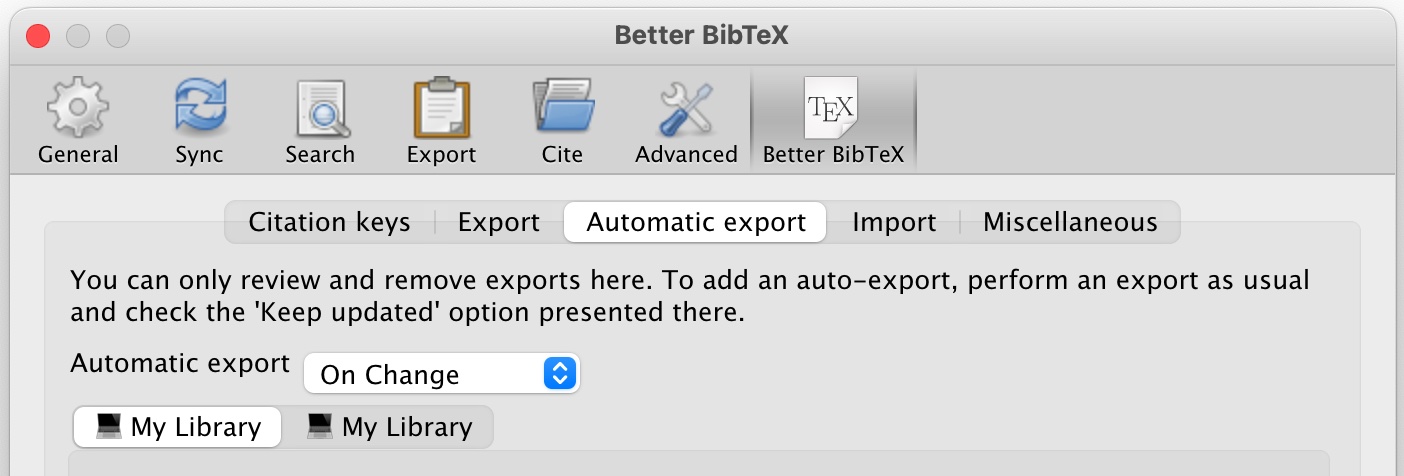 Better BibTeX
TEX
General Sync Search Export Cite Advanced Better BibTeX
Citation keys Export Automatic export Import Miscellaneous
You can only review and remove exports here. To add an auto-export, perform an export as usual
and check the 'Keep updated' option presented there.
Automatic export On Change
My Library My Library